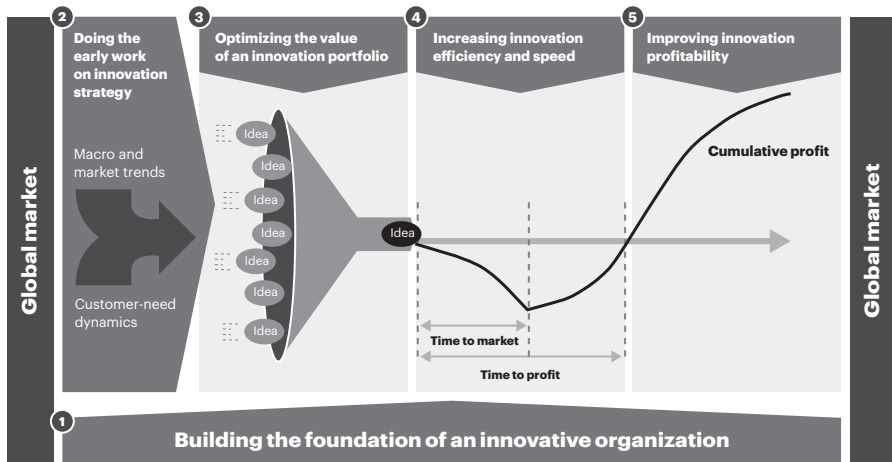 Global market
2
Doing the
early work
on innovation
strategy
Macro and
market trends
Customer-need
dynamics
3
Optimizing the value
of an innovation portfolio
Idea
Idea
Idea
Idea
Idea
Idea
Idea
Idea
4
Increasing innovation
efficiency and speed
Time to market
Time to profit
5
Improving innovation
profitability
Cumulative profit
Global market
1
Building the foundation of an innovative organization